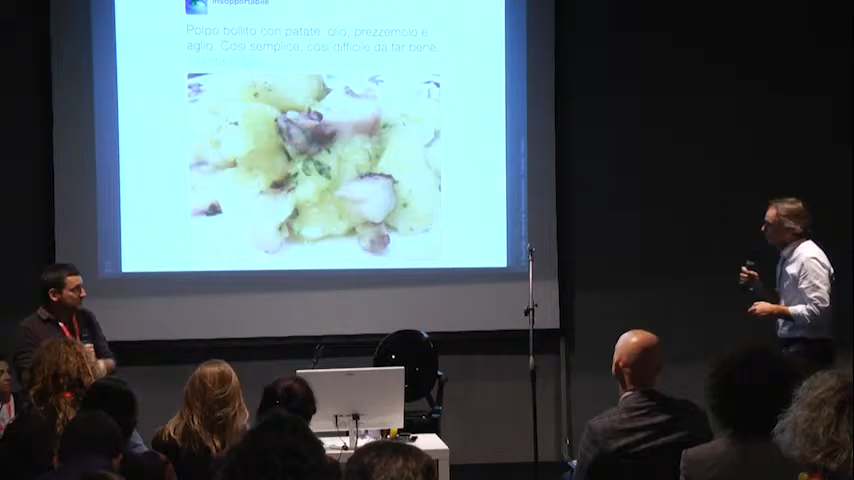 insopportabile
Polpo bollito con patate, olio, prezzemolo e
aglio. Così semplice, così difficile da far bene.